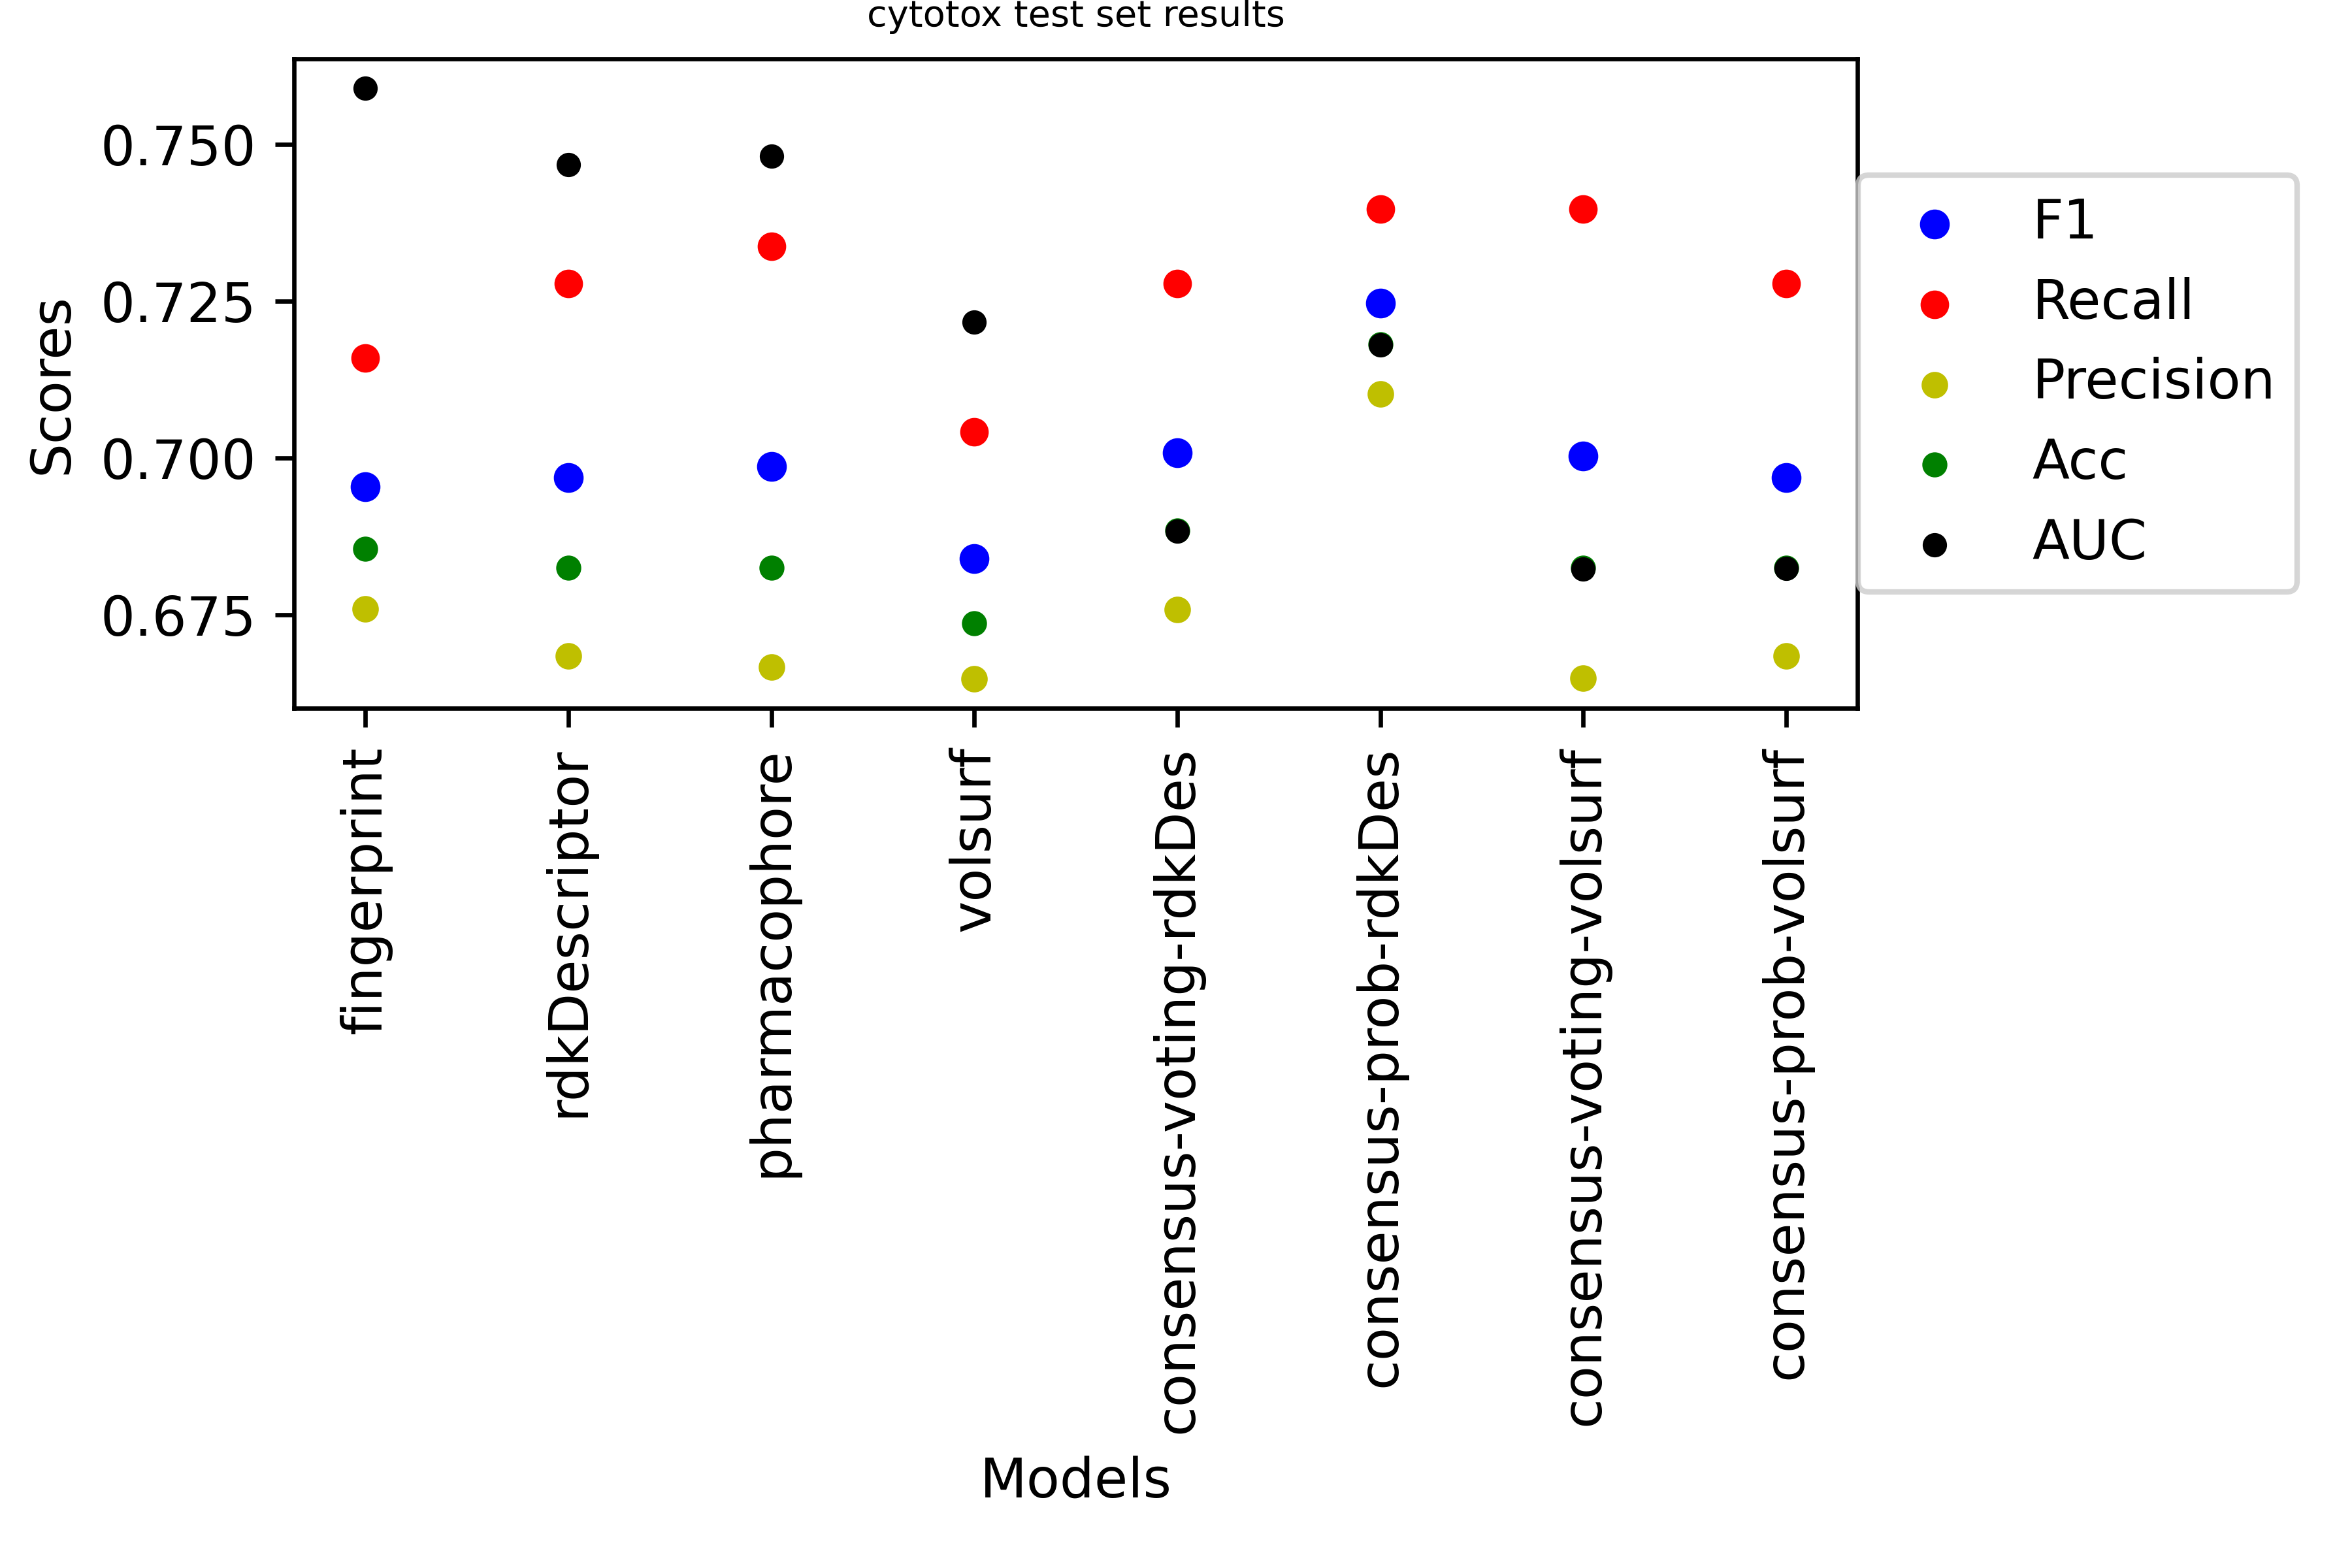 cytotox test set results
Scores
0.750
0.725
0.700
0.675
F1
Recall
Precision
Acc
AUC
fingerprint
rdkDescriptor
pharmacophore
volsurf
consensus-voting-rdkDes
consensus-prob-rdkDes
consensus-voting-volsurf
consensus-prob-volsurf
Models